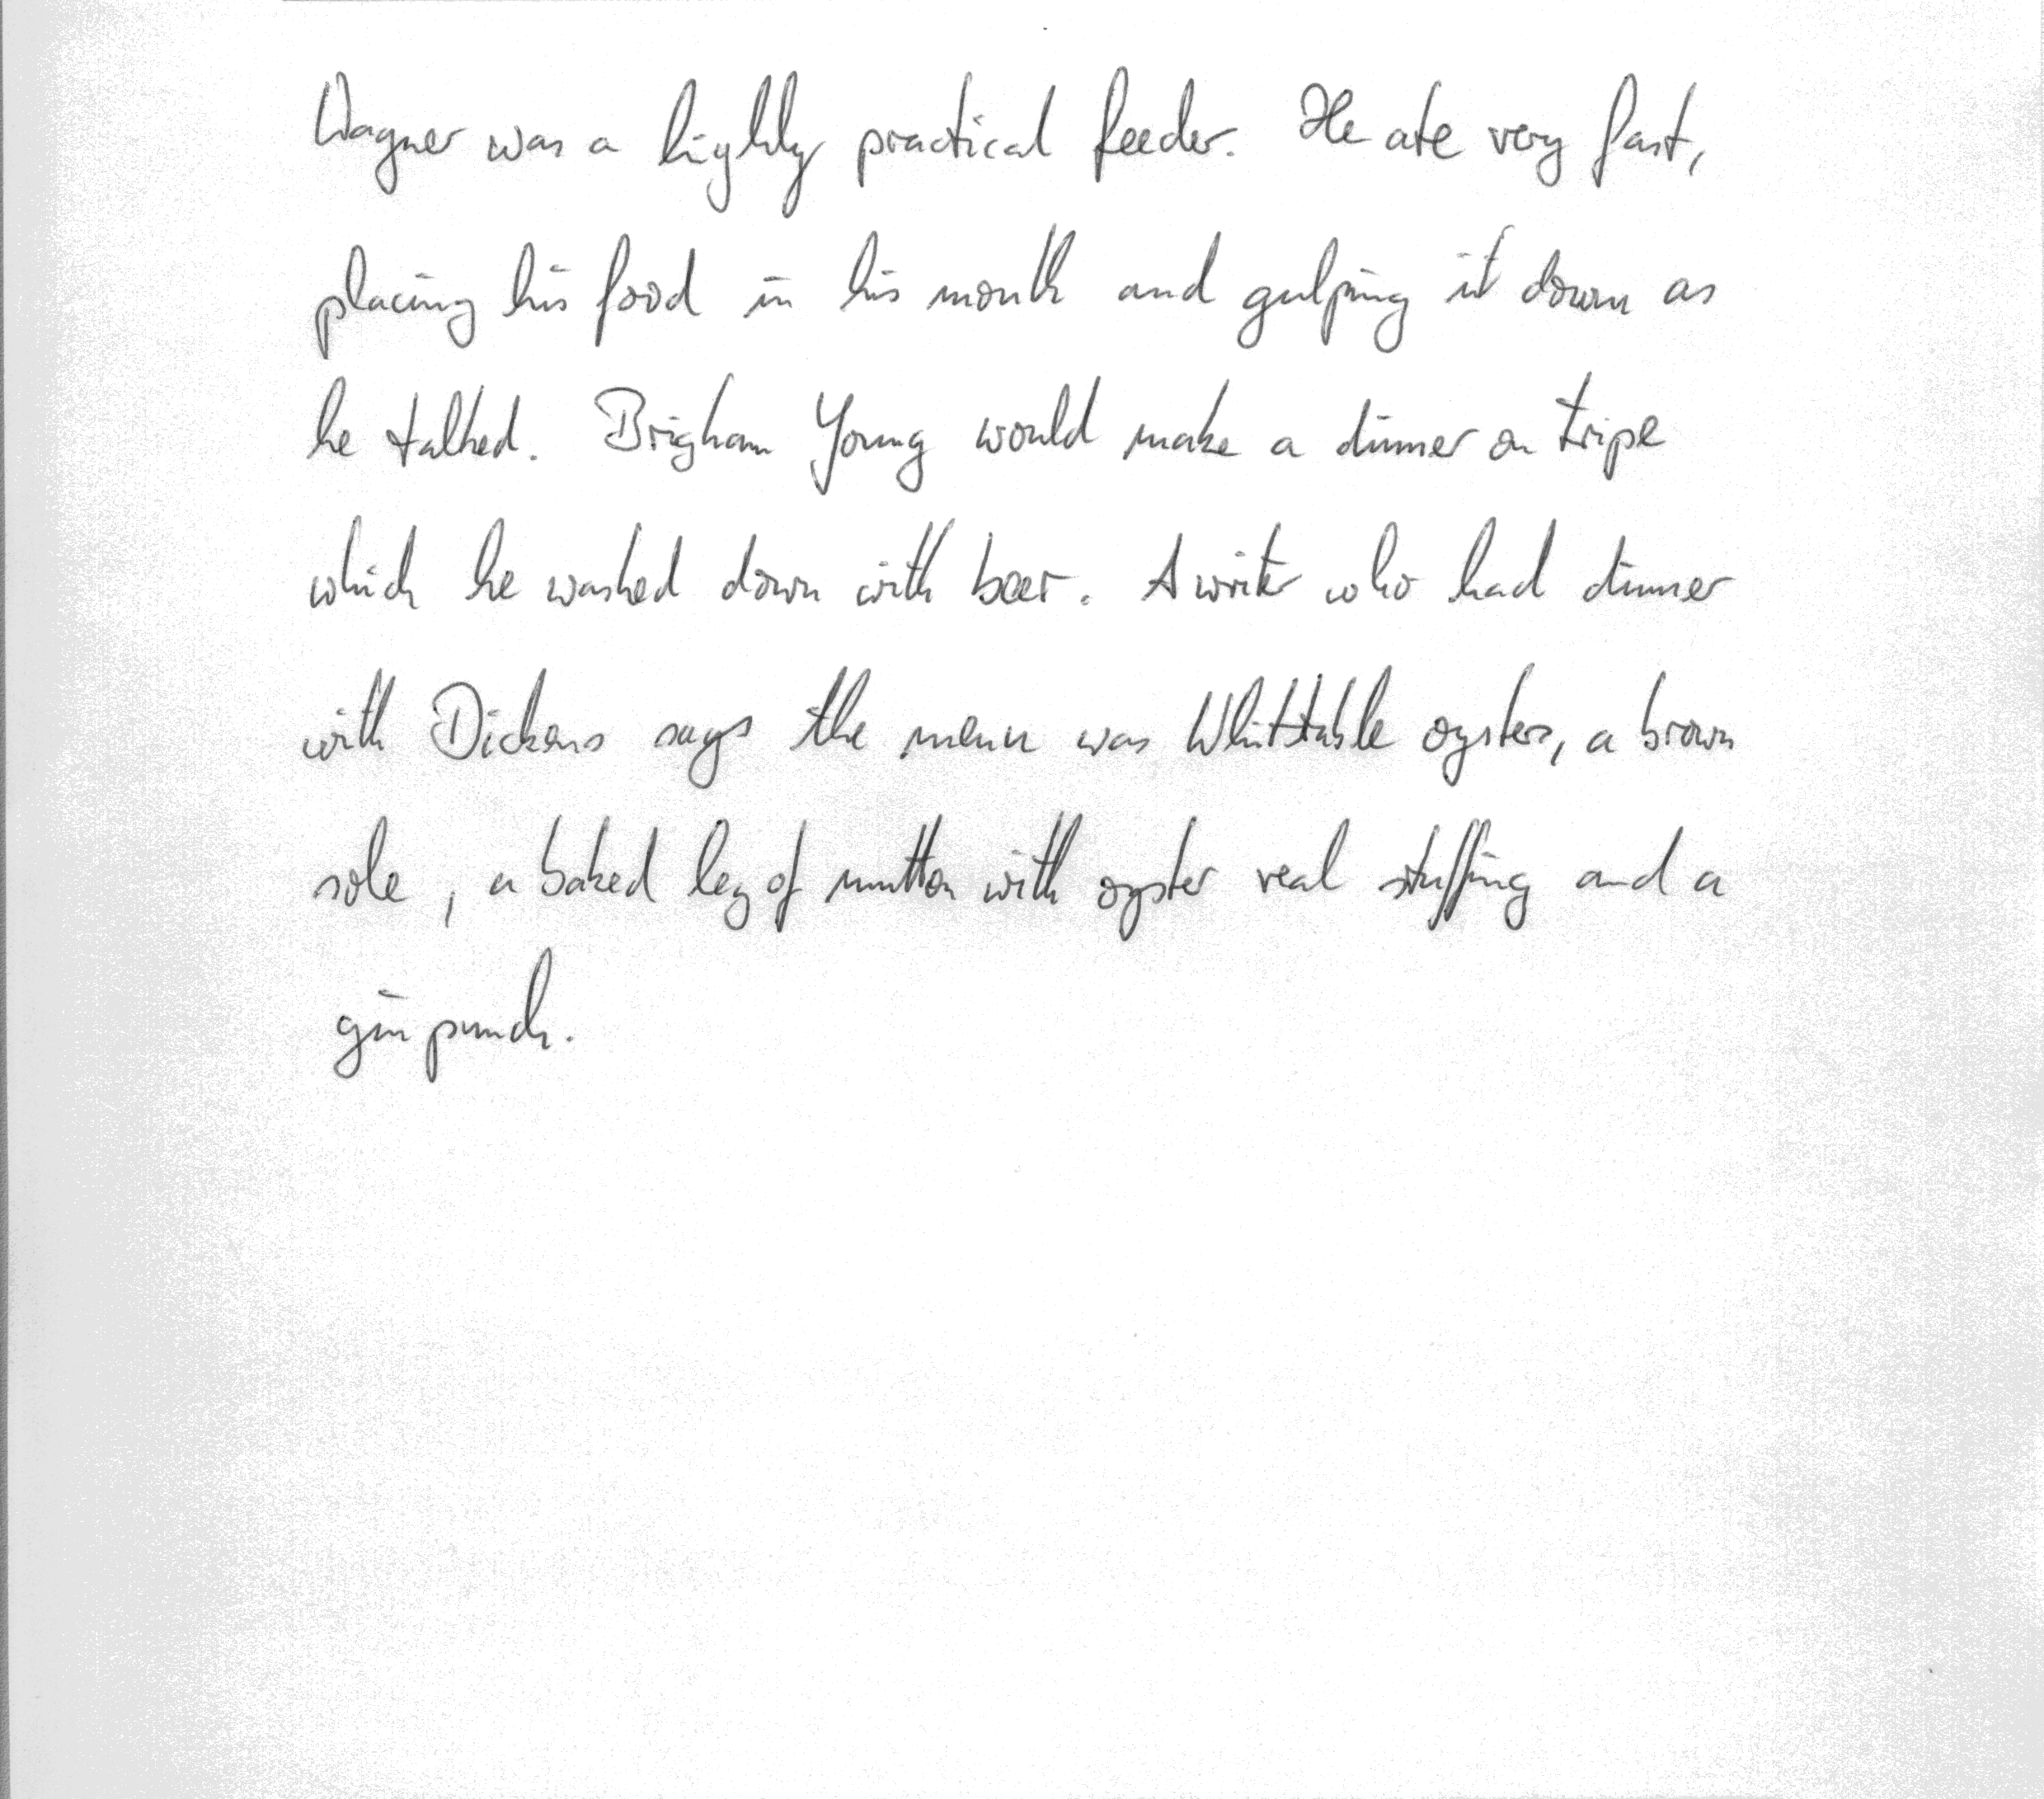 Wagner was a highly practical feeder. He ate very fast,
placing his food in his mouth and gulping it down as
he talked. Brigham Young would make a dinner on tripe
which he washed down with beer. A writer who had dinner
with Dickens says the menu was Whitstable oysters, a brown
sole, a baked leg of mutton with oyster veal stuffing and a
gin punch.